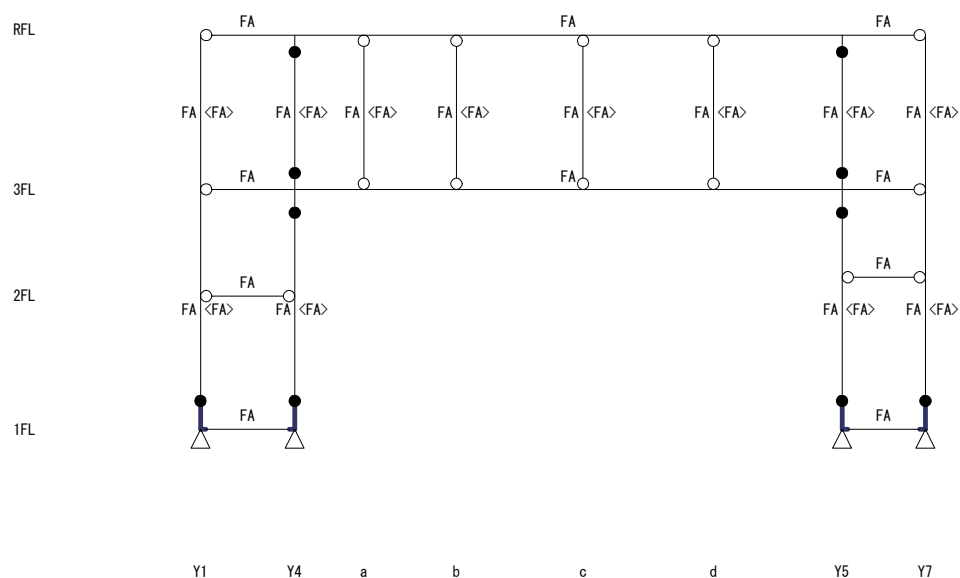 FA FA FA
RFL
FA <FA> FA <FA> FA <FA> FA <FA> FA <FA> FA <FA> FA <FA> FA <FA>
FA FA FA
3FL
FA
FA
2FL
FA <FA> FA <FA> FA <FA> FA <FA>
FA FA
1FL
Y1 Y4 a b c d Y5 Y7